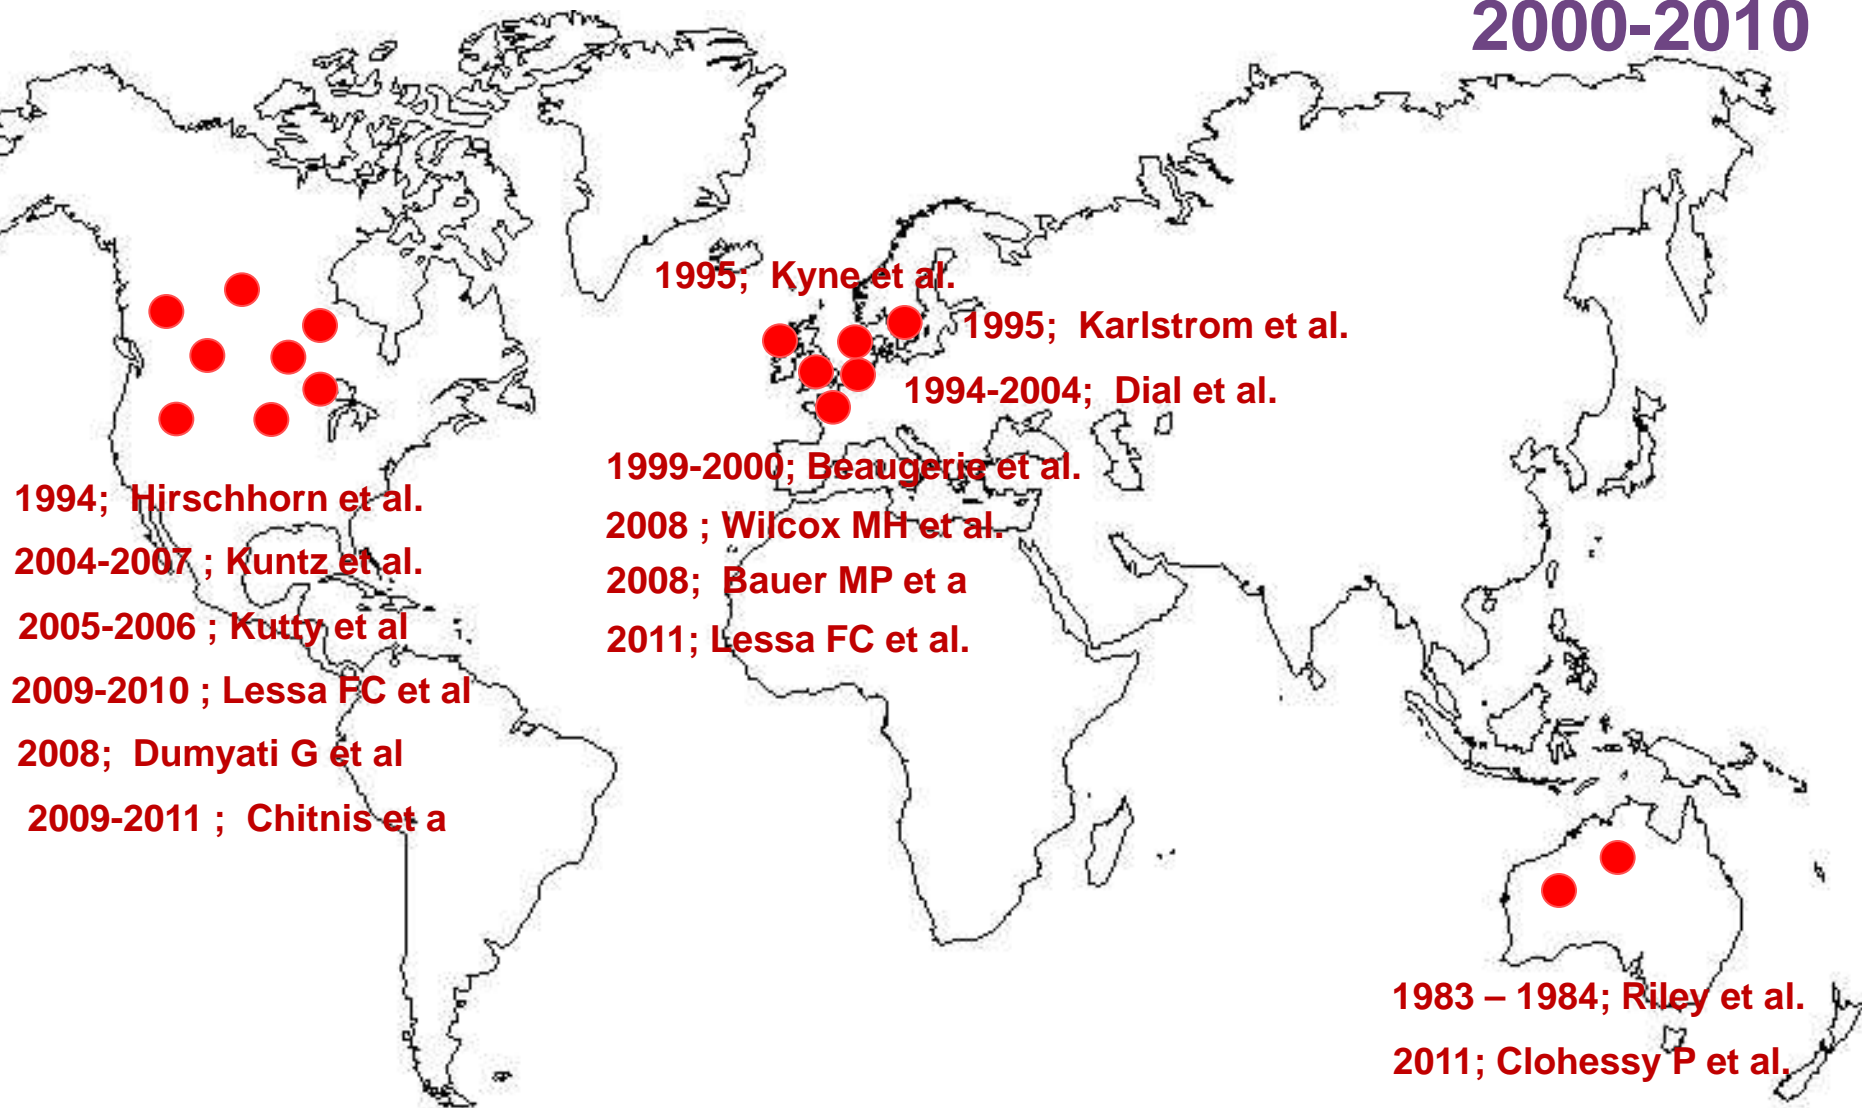 2000-2010
1995; Kyne et al.
1995; Karlstrom et al.
1994-2004; Dial et al.
1999-2000; Beaugerie et al.
2008 ; Wilcox MH et al.
2008; Bauer MP et a
2011; Lessa FC et al.
1994; Hirschhorn et al.
2004-2007 ; Kuntz et al.
2005-2006 ; Kutty et al
2009-2010 ; Lessa FC et al
2008; Dumyati G et al
2009-2011 ; Chitnis et a
1983 – 1984; Riley et al.
2011; Clohessy P et al.